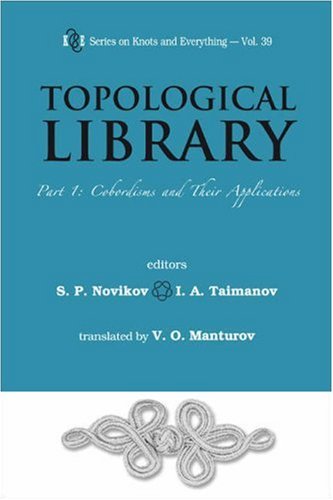 K E Series on Knots and Everything — Vol. 39
TOPOLOGICAL
LIBRARY
Part 1: Cobordisms and Their Applications
editors
S. P. Novikov I. A. Taimanov
translated by V. O. Manturov